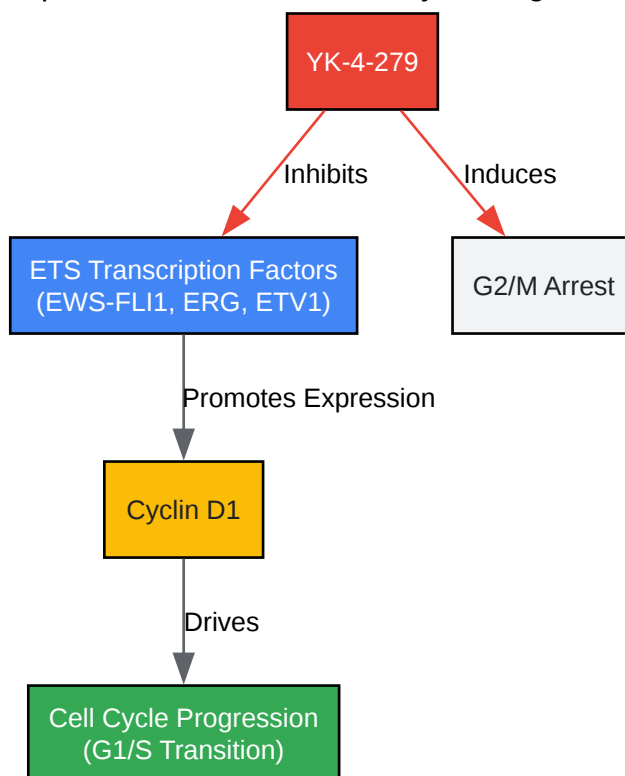 YK-4-279
Inhibits
Induces
ETS Transcription Factors
(EWS-FLI1, ERG, ETV1)
G2/M Arrest
Promotes Expression
Cyclin D1
Drives
Cell Cycle Progression
(G1/S Transition)